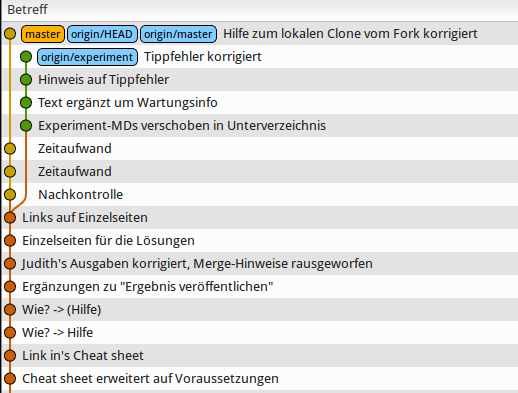 Betreff
master origin/HEAD origin/master Hilfe zum lokalen Clone vom Fork korrigiert
origin/experiment Tippfehler korrigiert
Hinweis auf Tippfehler
Text ergänzt um Wartungsinfo
Experiment-MDs verschoben in Unterverzeichnis
Zeitaufwand
Zeitaufwand
Nachkontrolle
Links auf Einzelseiten
Einzelseiten für die Lösungen
Judith's Ausgaben korrigiert, Merge-Hinweise rausgeworfen
Ergänzungen zu "Ergebnis veröffentlichen"
Wie? -> (Hilfe)
Wie? -> Hilfe
Link in's Cheat sheet
Cheat sheet erweitert auf Voraussetzungen